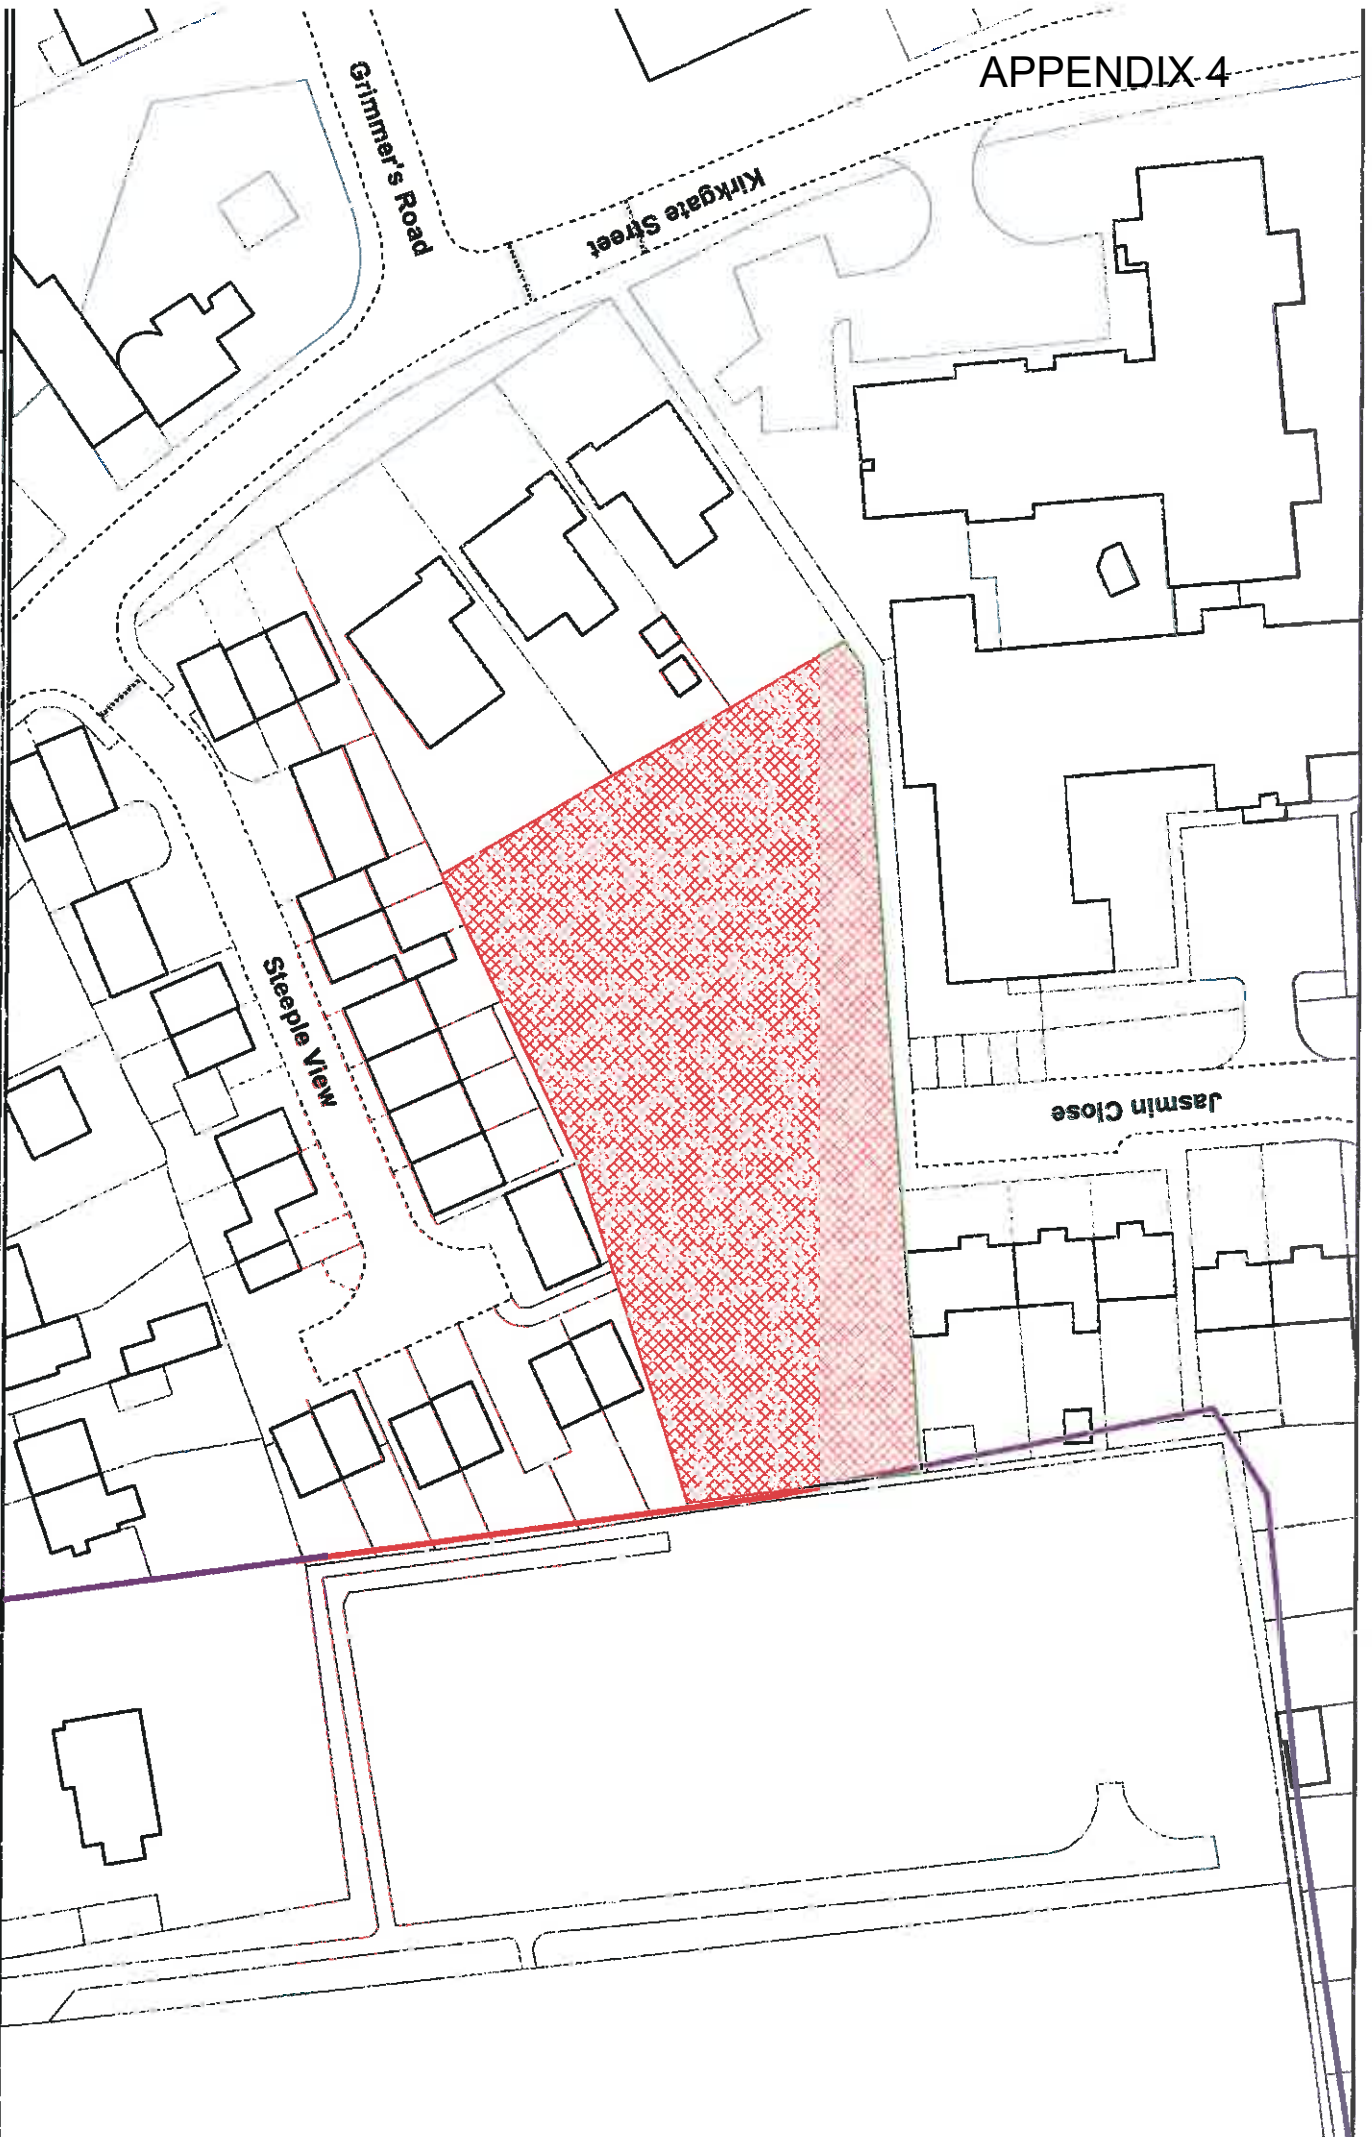 APPENDIX 4
Grimmer's Road
Kirkgate Street
Steeple View
Jasmin Close